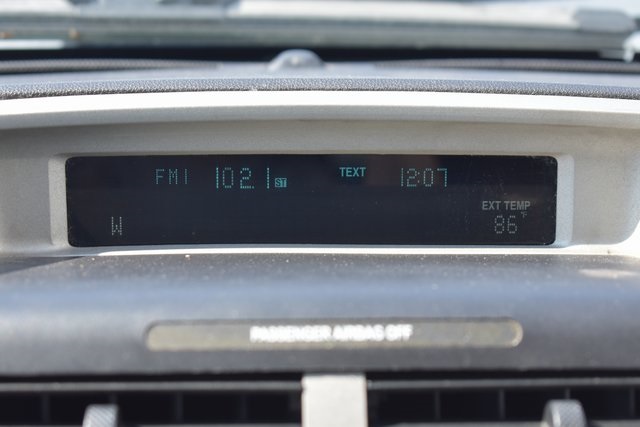 FM1 102.1 ST TEXT 12:07
EXT TEMP
W 86°F
PASSENGER AIRBAG OFF